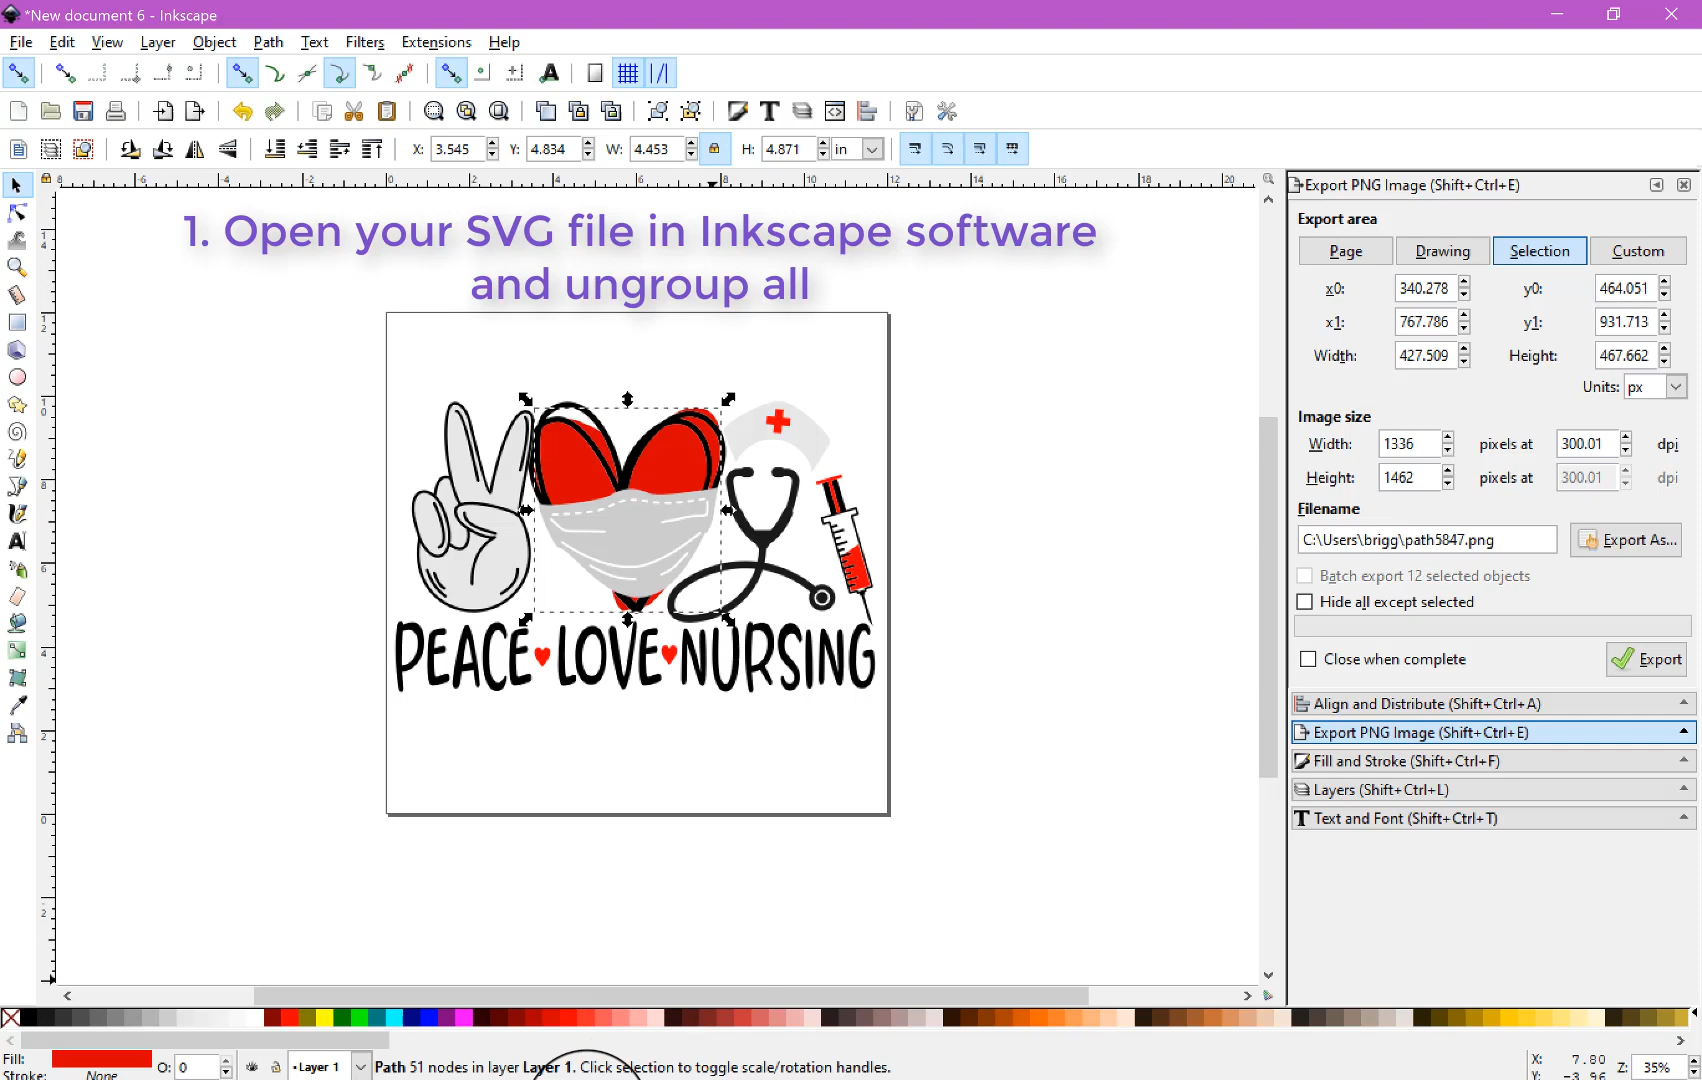 *New document 6 - Inkscape
File Edit View Layer Object Path Text Filters Extensions Help
X: 3.545 Y: 4.834 W: 4.453 H: 4.871 in
Export PNG Image (Shift+Ctrl+E)
1. Open your SVG file in Inkscape software
and ungroup all
Export area
Page Drawing Selection Custom
x0: 340.278 y0: 464.051
x1: 767.786 y1: 931.713
Width: 427.509 Height: 467.662
Units: px
Image size
Width: 1336 pixels at 300.01 dpi
Height: 1462 pixels at 300.01 dpi
Filename
C:\Users\brigg\path5847.png Export As...
Batch export 12 selected objects
Hide all except selected
Close when complete Export
PEACE LOVE NURSING
Align and Distribute (Shift+Ctrl+A)
Export PNG Image (Shift+Ctrl+E)
Fill and Stroke (Shift+Ctrl+F)
Layers (Shift+Ctrl+L)
Text and Font (Shift+Ctrl+T)
Fill: O: 0 •Layer 1 Path 51 nodes in layer Layer 1. Click selection to toggle scale/rotation handles. X: 7.80 Z: 35%
Stroke: None Y: -3.96